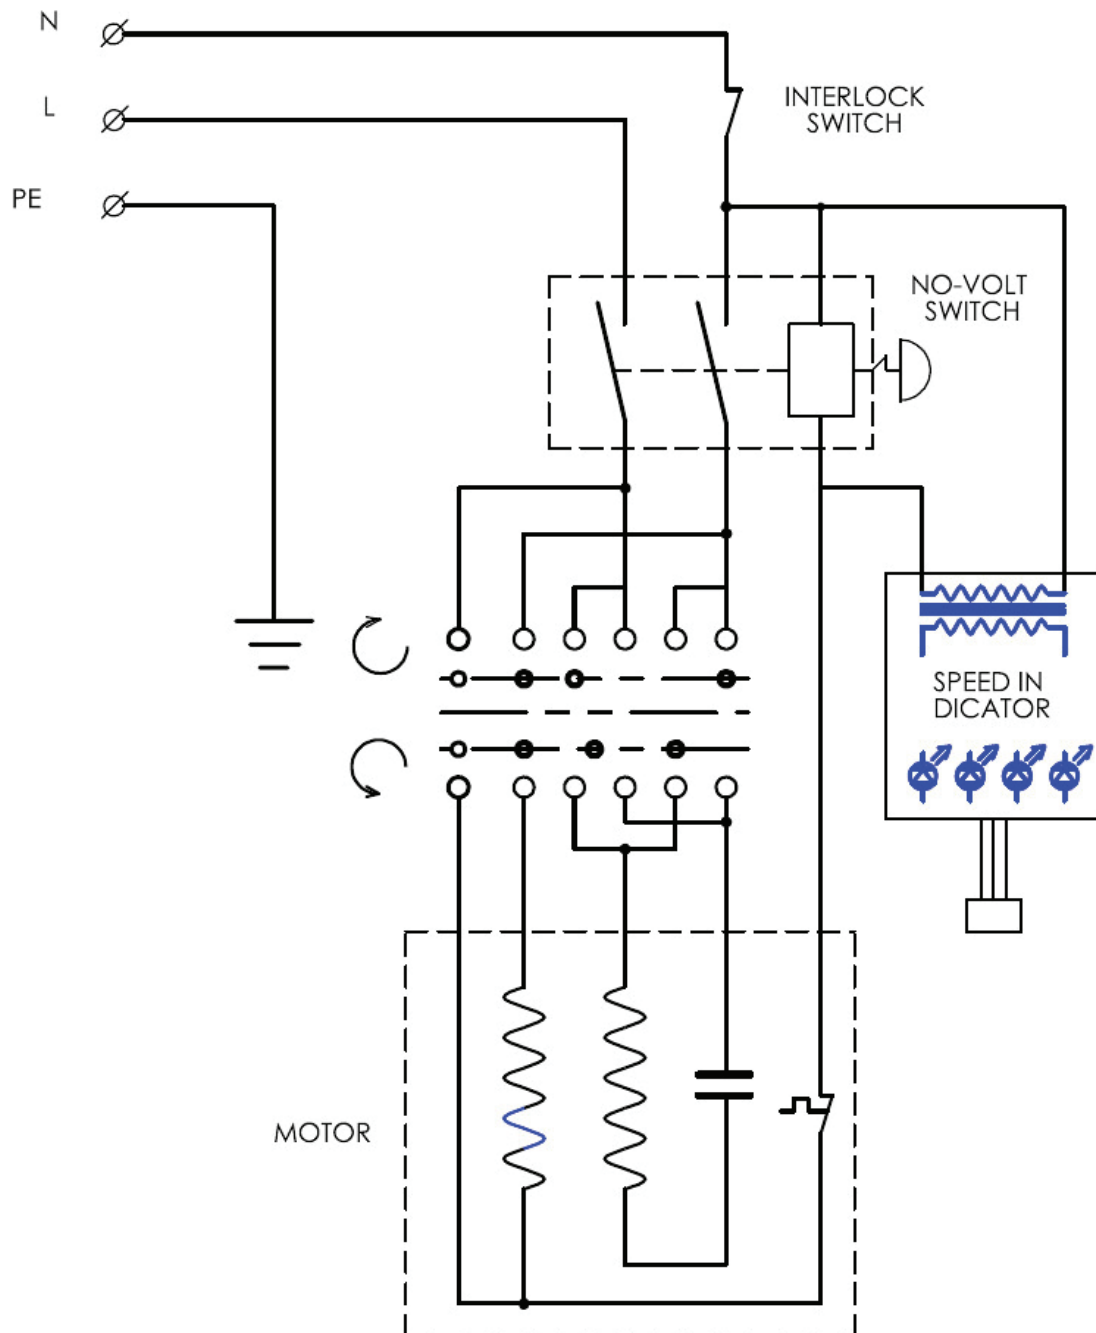 N
L
INTERLOCK
SWITCH
PE
NO-VOLT
SWITCH
SPEED IN
DICATOR
MOTOR